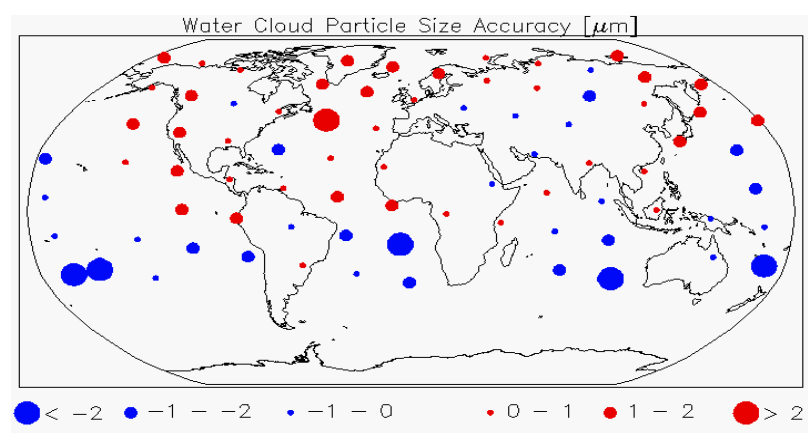 Water Cloud Particle Size Accuracy [μm]
< -2 -1 - -2 -1 - 0 0 - 1 1 - 2 > 2